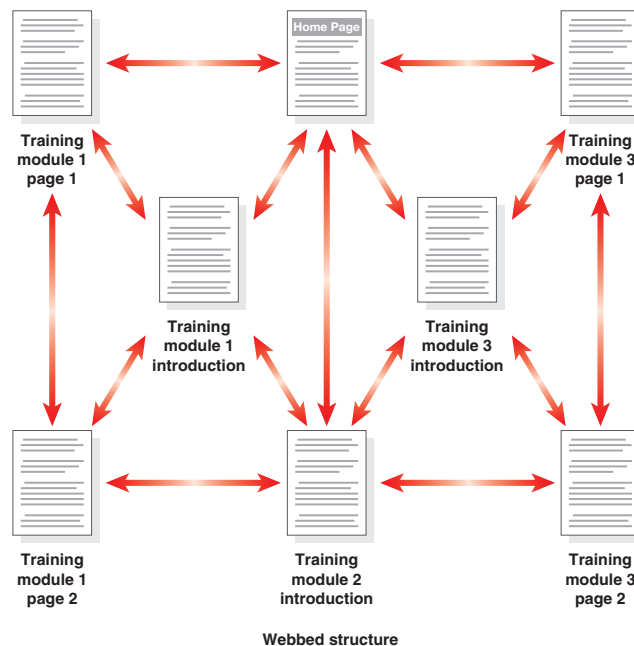 Home Page
Training
module 1
page 1
Training
module 3
page 1
Training
module 1
introduction
Training
module 3
introduction
Training
module 1
page 2
Training
module 2
introduction
Training
module 3
page 2
Webbed structure